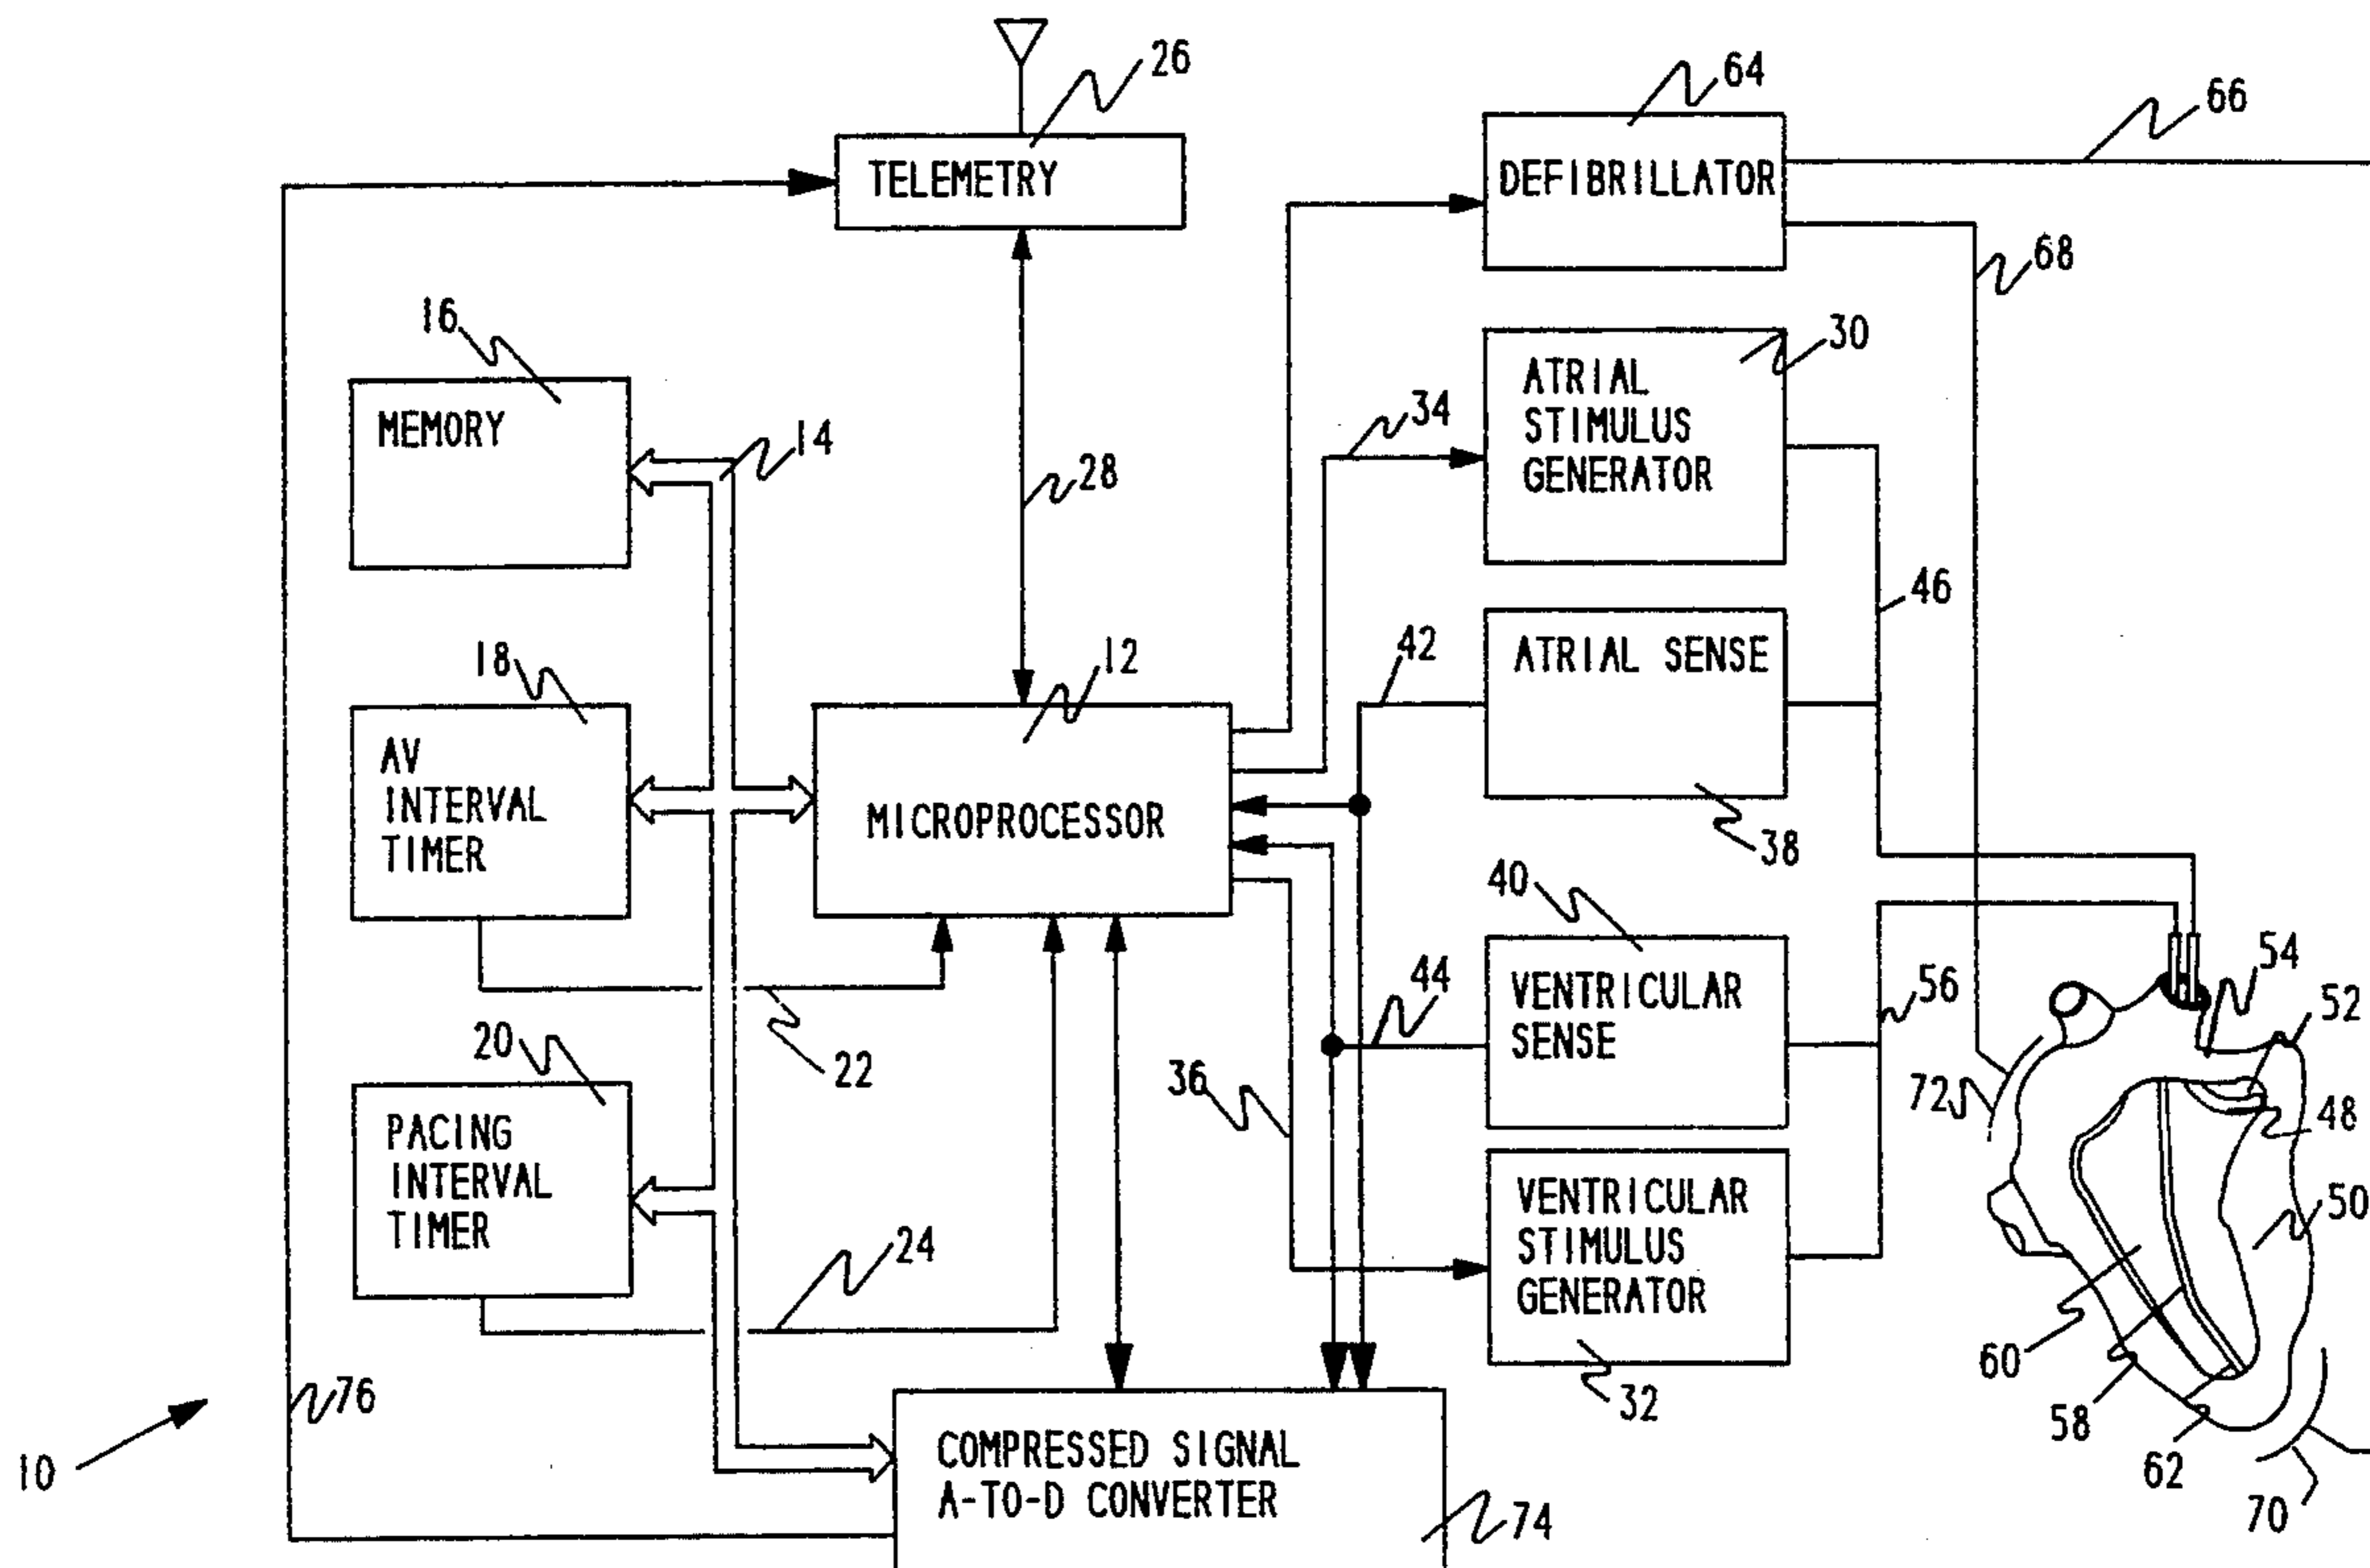 26
64
66
TELEMETRY
DEFIBRILLATOR
68
16
30
MEMORY
14
28
34
ATRIAL
STIMULUS
GENERATOR
46
18
12
42
ATRIAL SENSE
AV
INTERVAL
TIMER
MICROPROCESSOR
38
40
22
44
VENTRICULAR
SENSE
56
54
52
20
36
72
48
PACING
INTERVAL
TIMER
24
VENTRICULAR
STIMULUS
GENERATOR
50
60
58
62
32
76
10
COMPRESSED SIGNAL
A-TO-D CONVERTER
74
70